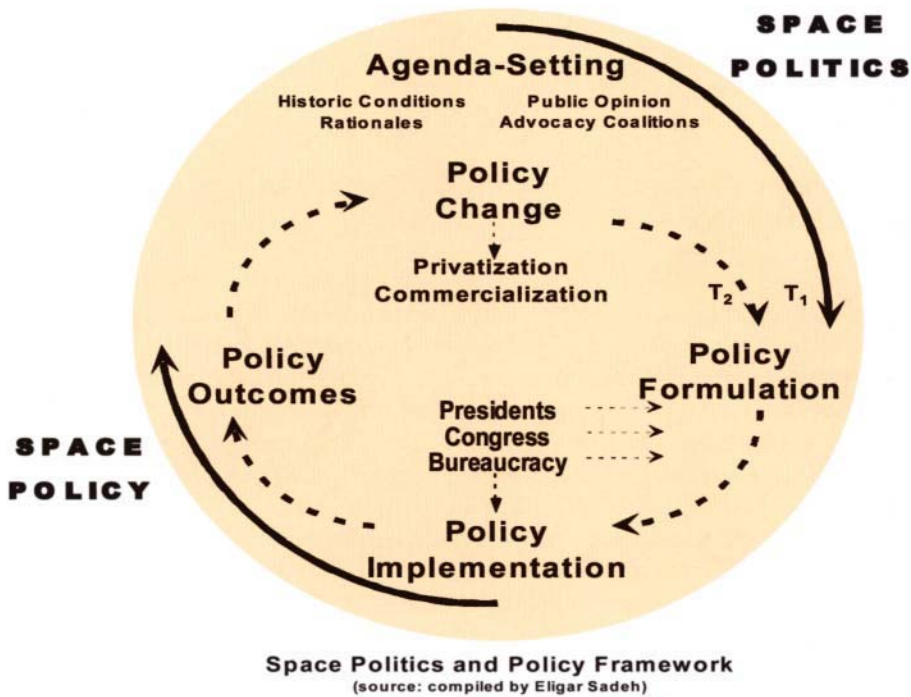 SPACE
POLITICS
Agenda-Setting
Historic Conditions
Rationales
Public Opinion
Advocacy Coalitions
Policy
Change
Privatization
Commercialization
T2
T1
Policy
Outcomes
Policy
Formulation
Presidents
Congress
Bureaucracy
SPACE
POLICY
Policy
Implementation
Space Politics and Policy Framework
(source: compiled by Eligar Sadeh)